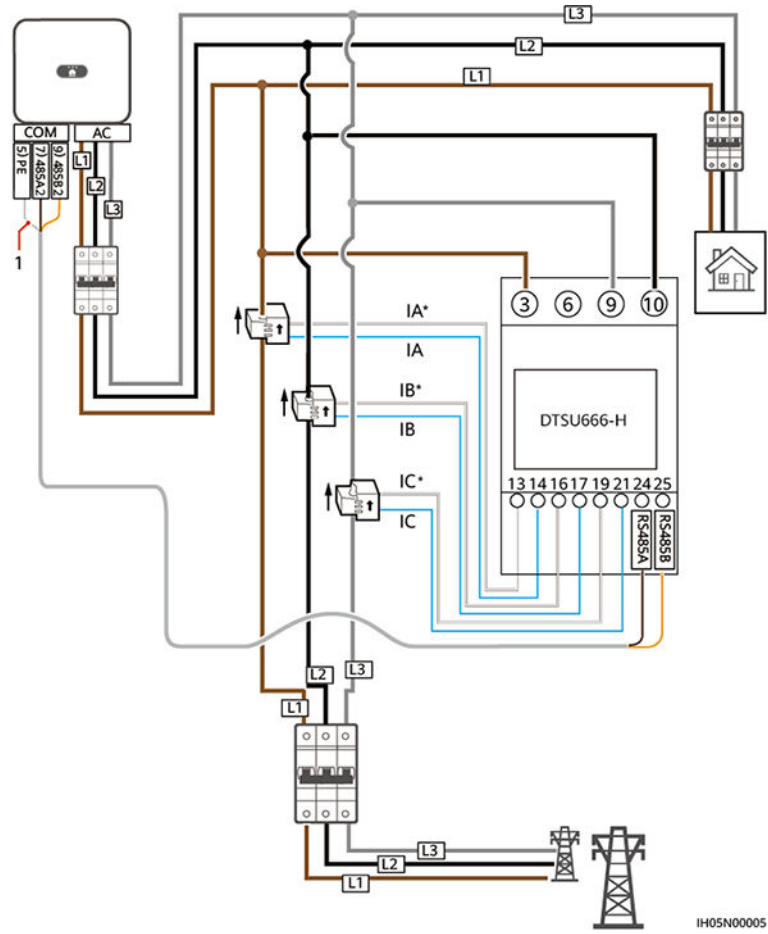 L3
L2
L1
COM
AC
5) PE
7) 485A2
9) 485B2
L1
L2
L3
1
3
6
9
10
IA*
IA
IB*
IB
IC*
IC
DTSU666-H
13 14 16 17 19 21 24 25
RS485A
RS485B
L1
L2
L3
L3
L2
L1
IH05N00005